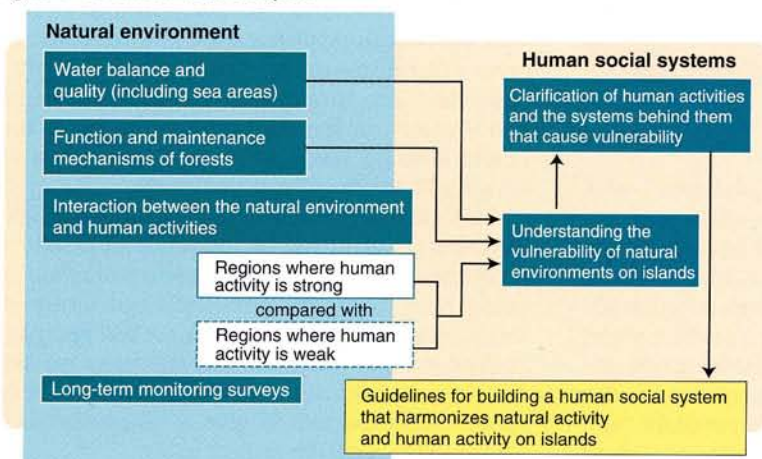 Natural environment
Water balance and
quality (including sea areas)
Function and maintenance
mechanisms of forests
Interaction between the natural environment
and human activities
Regions where human
activity is strong
compared with
Regions where human
activity is weak
Long-term monitoring surveys
Human social systems
Clarification of human activities
and the systems behind them
that cause vulnerability
Understanding the
vulnerability of natural
environments on islands
Guidelines for building a human social system
that harmonizes natural activity
and human activity on islands